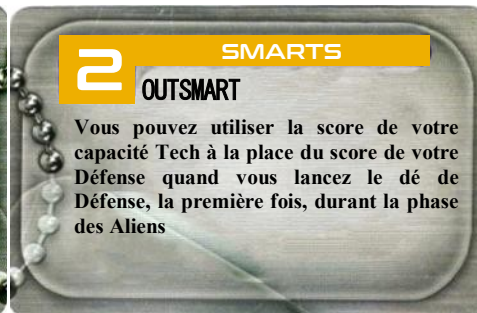 2
SMARTS
OUTSMART
Vous pouvez utiliser la score de votre
capacité Tech à la place du score de votre
Défense quand vous lancez le dé de
Défense, la première fois, durant la phase
des Aliens